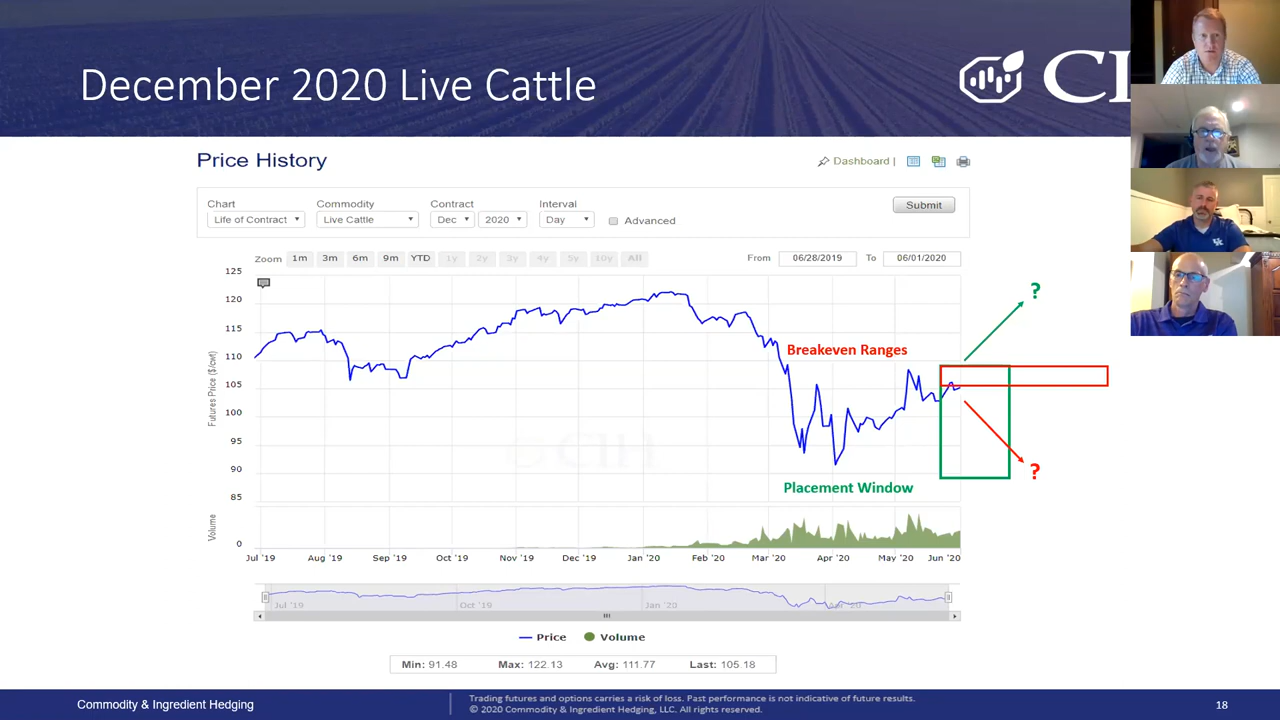 December 2020 Live Cattle
CI
Price History
Dashboard |
Chart Commodity Contract Interval
Life of Contract Live Cattle Dec 2020 Day Advanced Submit
Zoom 1m 3m 6m 9m YTD 1y 2y 3y 4y 5y 10y All From 06/28/2019 To 06/01/2020
125
120
115
110
105
100
95
90
85
Futures Price ($/cwt)
?
Breakeven Ranges
?
CIH
Placement Window
Volume
0
Jul '19 Aug '19 Sep '19 Oct '19 Nov '19 Dec '19 Jan '20 Feb '20 Mar '20 Apr '20 May '20 Jun '20
Jul '19 Oct '19 Jan '20 Apr '20
Price Volume
Min: 91.48 Max: 122.13 Avg: 111.77 Last: 105.18
Commodity & Ingredient Hedging
Trading futures and options carries a risk of loss. Past performance is not indicative of future results.
© 2020 Commodity & Ingredient Hedging, LLC. All rights reserved.
18
UK